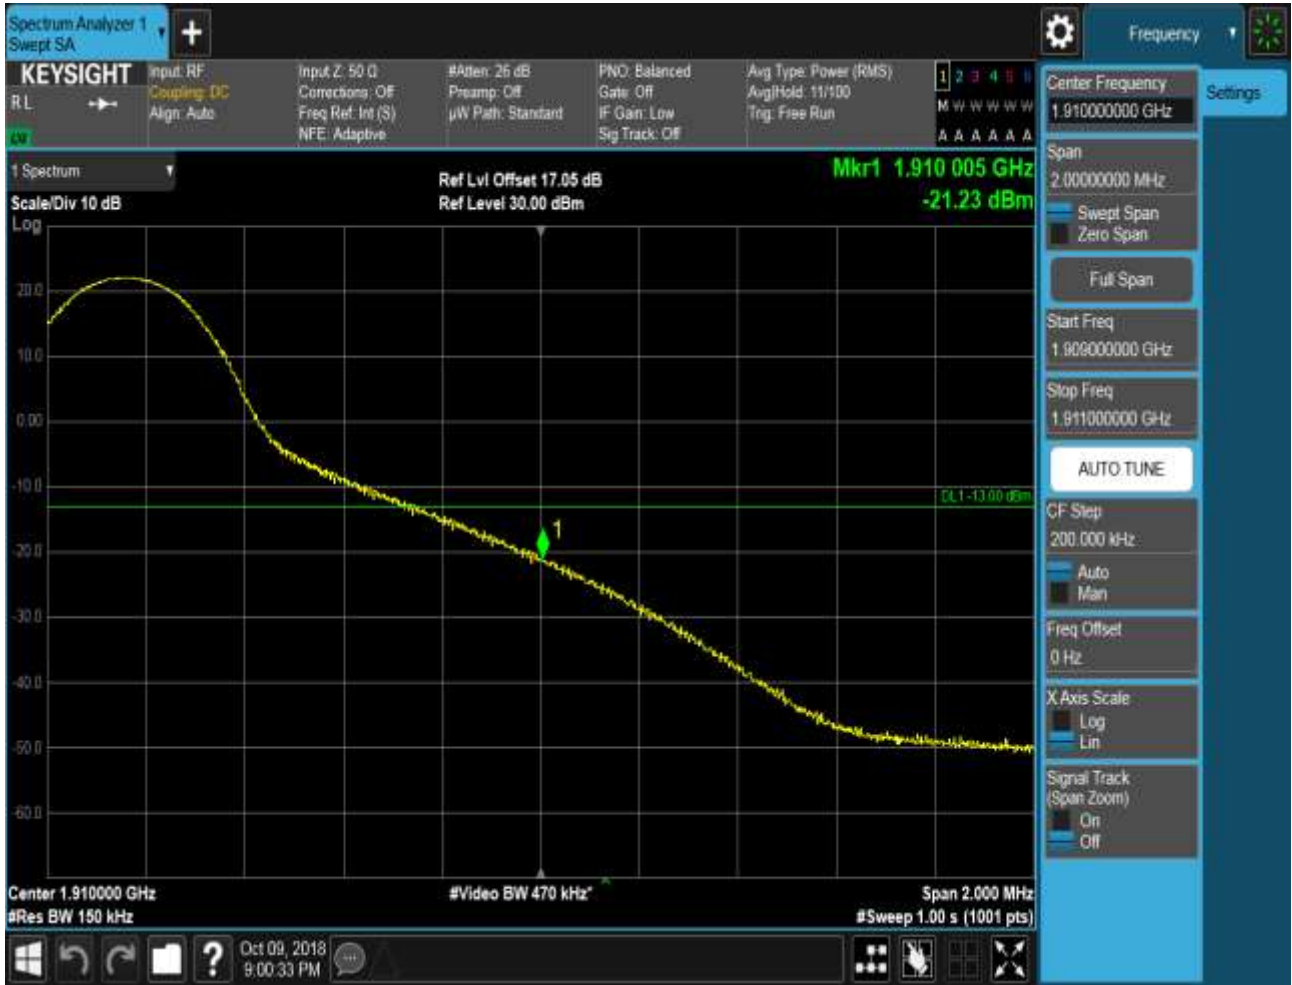 Spectrum Analyzer 1
Swept SA
Frequency
KEYSIGHT
R L
Input: RF
Coupling: DC
Align: Auto
Input Z: 50 Ω
Corrections: Off
Freq Ref: Int (S)
NFE: Adaptive
#Atten: 26 dB
Preamp: Off
µW Path: Standard
PNO: Balanced
Gate: Off
IF Gain: Low
Sig Track: Off
Avg Type: Power (RMS)
Avg|Hold: 11/100
Trig: Free Run
1 2 3 4 5 6
M W W W W W
A A A A A A
1 Spectrum
Scale/Div 10 dB
Log
Ref Lvl Offset 17.05 dB
Ref Level 30.00 dBm
Mkr1 1.910 005 GHz
-21.23 dBm
20.0
10.0
0.00
-10.0
-20.0
-30.0
-40.0
-50.0
-60.0
DL1 -13.00 dBm
1
Center 1.910000 GHz
#Res BW 150 kHz
#Video BW 470 kHz*
Span 2.000 MHz
#Sweep 1.00 s (1001 pts)
Oct 09, 2018
9:00:33 PM
Center Frequency
1.910000000 GHz
Settings
Span
2.00000000 MHz
Swept Span
Zero Span
Full Span
Start Freq
1.909000000 GHz
Stop Freq
1.911000000 GHz
AUTO TUNE
CF Step
200.000 kHz
Auto
Man
Freq Offset
0 Hz
X Axis Scale
Log
Lin
Signal Track
(Span Zoom)
On
Off